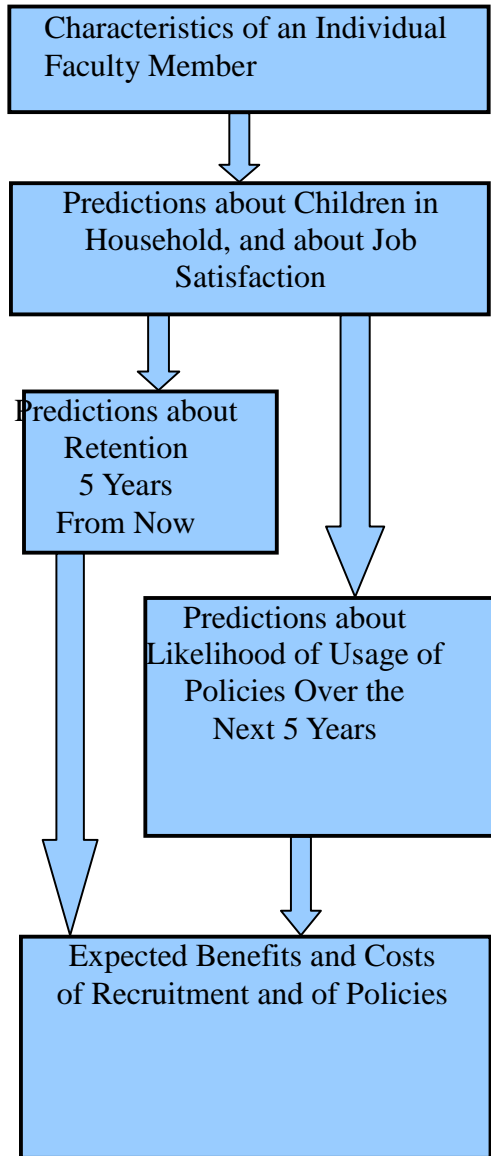 Characteristics of an Individual
Faculty Member
Predictions about Children in
Household, and about Job
Satisfaction
Predictions about
Retention
5 Years
From Now
Predictions about
Likelihood of Usage of
Policies Over the
Next 5 Years
Expected Benefits and Costs
of Recruitment and of Policies